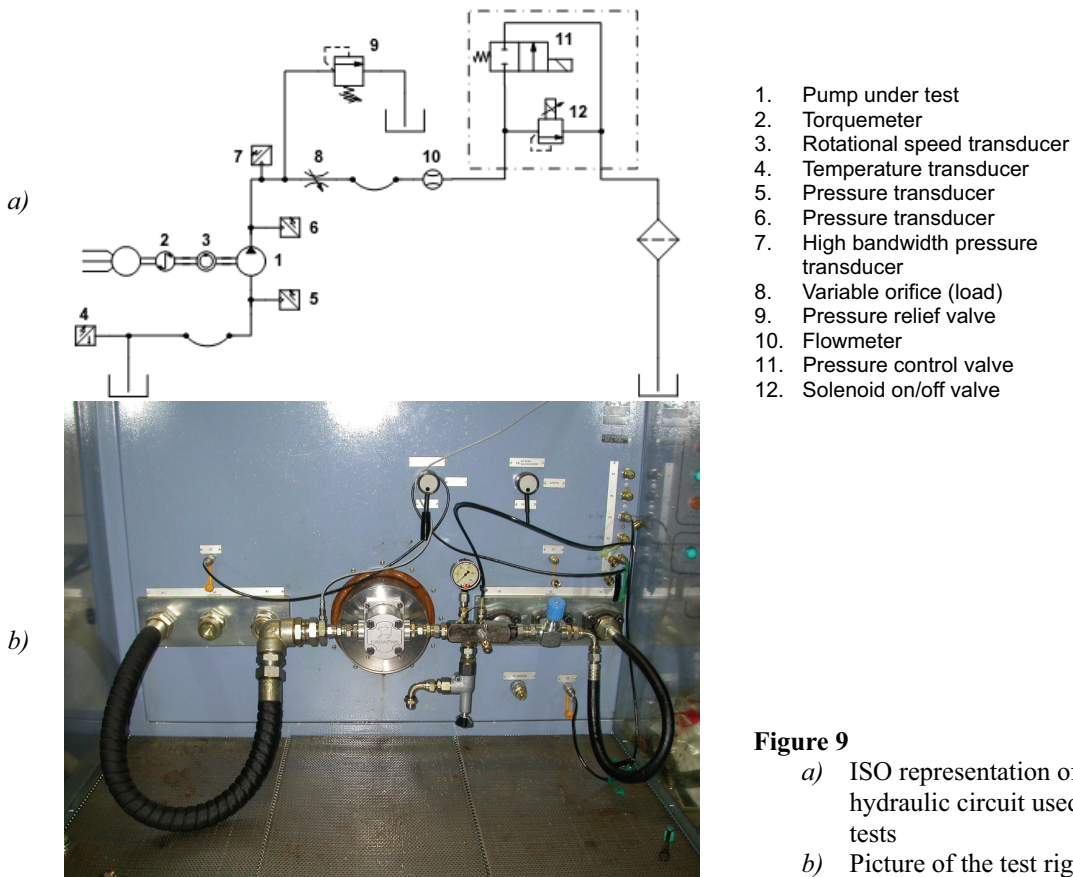 a)
1
2
3
4
5
6
7
8
9
10
11
12
1. Pump under test
2. Torquemeter
3. Rotational speed transducer
4. Temperature transducer
5. Pressure transducer
6. Pressure transducer
7. High bandwidth pressure
transducer
8. Variable orifice (load)
9. Pressure relief valve
10. Flowmeter
11. Pressure control valve
12. Solenoid on/off valve
b)
Figure 9
a) ISO representation of
hydraulic circuit used
tests
b) Picture of the test rig